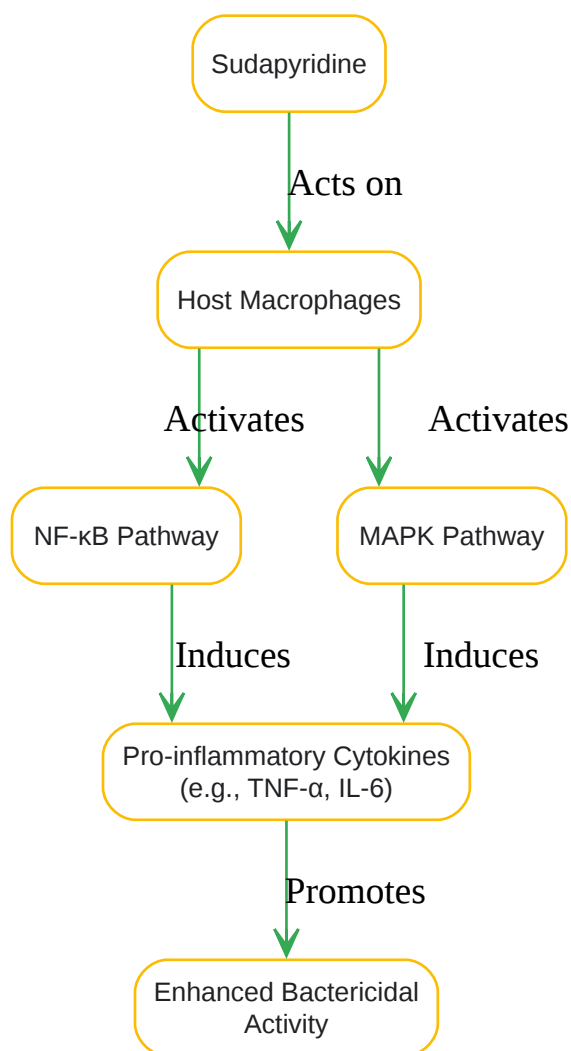 Sudapyridine
Acts on
Host Macrophages
Activates
Activates
NF-κB Pathway
MAPK Pathway
Induces
Induces
Pro-inflammatory Cytokines
(e.g., TNF-α, IL-6)
Promotes
Enhanced Bactericidal
Activity